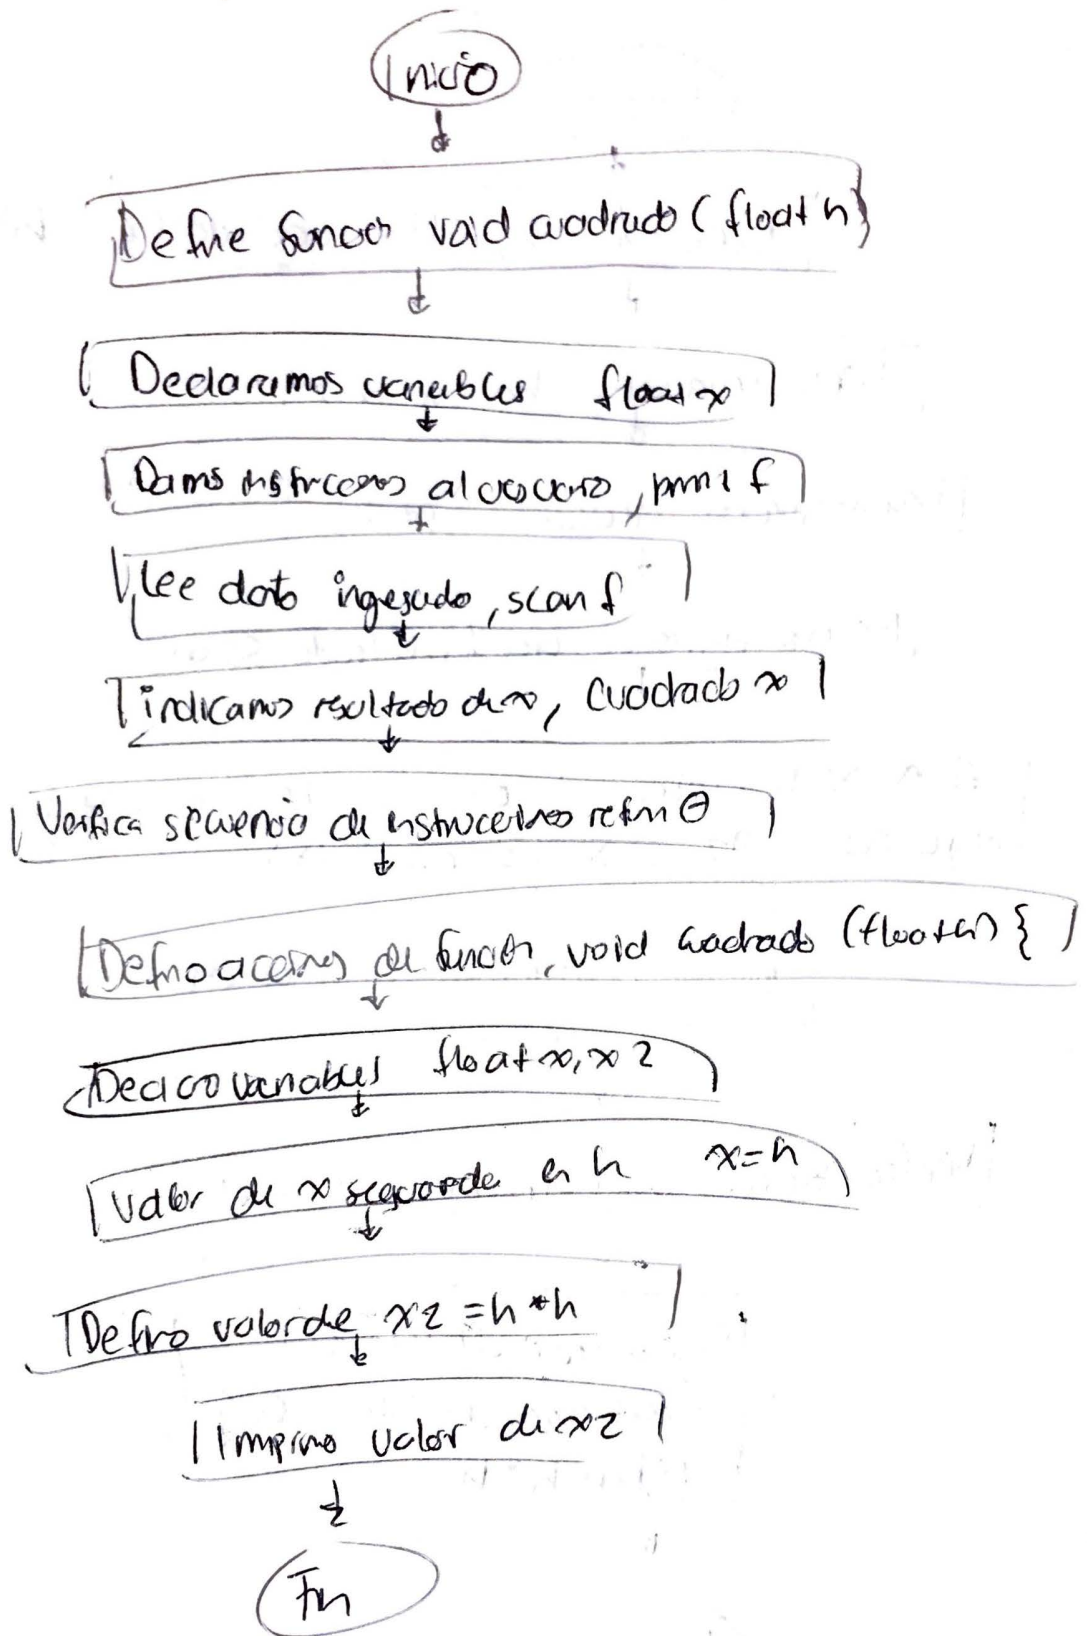 Inicio
Define funcion void cuadrado (float h)
Declaramos variables float x
Damos instrucciones al usuario, printf
Lee dato ingesado, scanf
indicamos resultado de x, Cuadrado x
Verifica secuencia de instrucciones return 0
Defino acciones de función, void cuadrado (float h) {
Declaro variables float x, x2
Valor de x se guarda en h x=h
Defino valor de x2 = h * h
Imprimo valor de x2
Fin